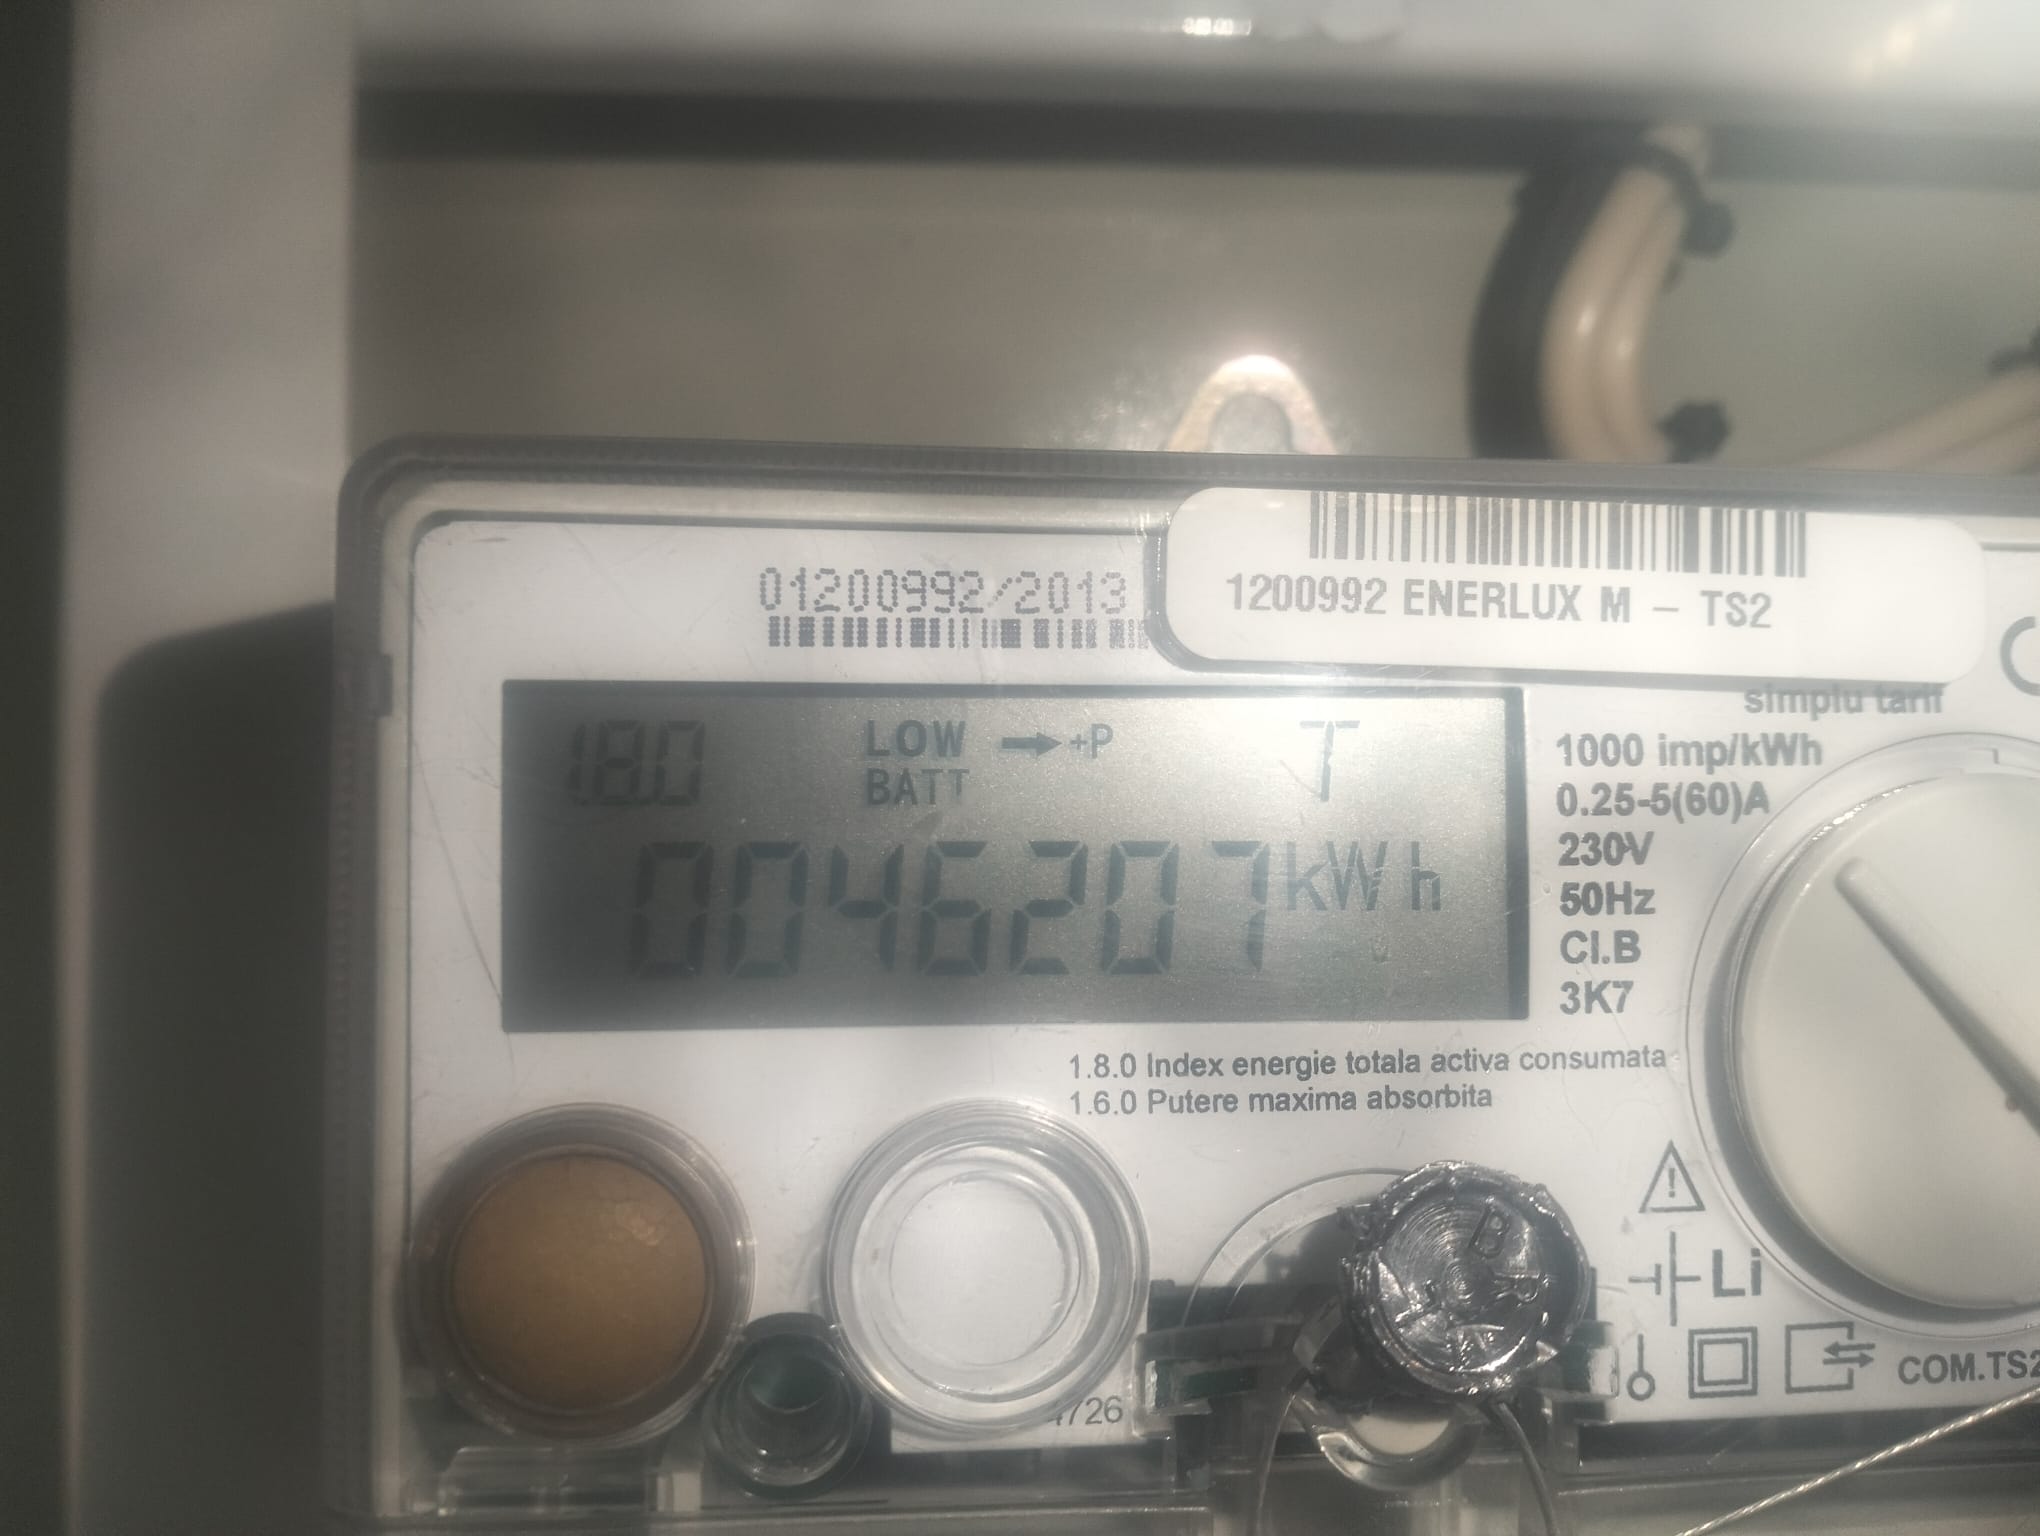 01200992/2013
1200992 ENERLUX M – TS2
simplu tarif
1.8.0 LOW BATT +P T
0046207 kWh
1000 imp/kWh
0.25-5(60)A
230V
50Hz
Cl.B
3K7
1.8.0 Index energie totala activa consumata
1.6.0 Putere maxima absorbita
Li
COM.TS2
B